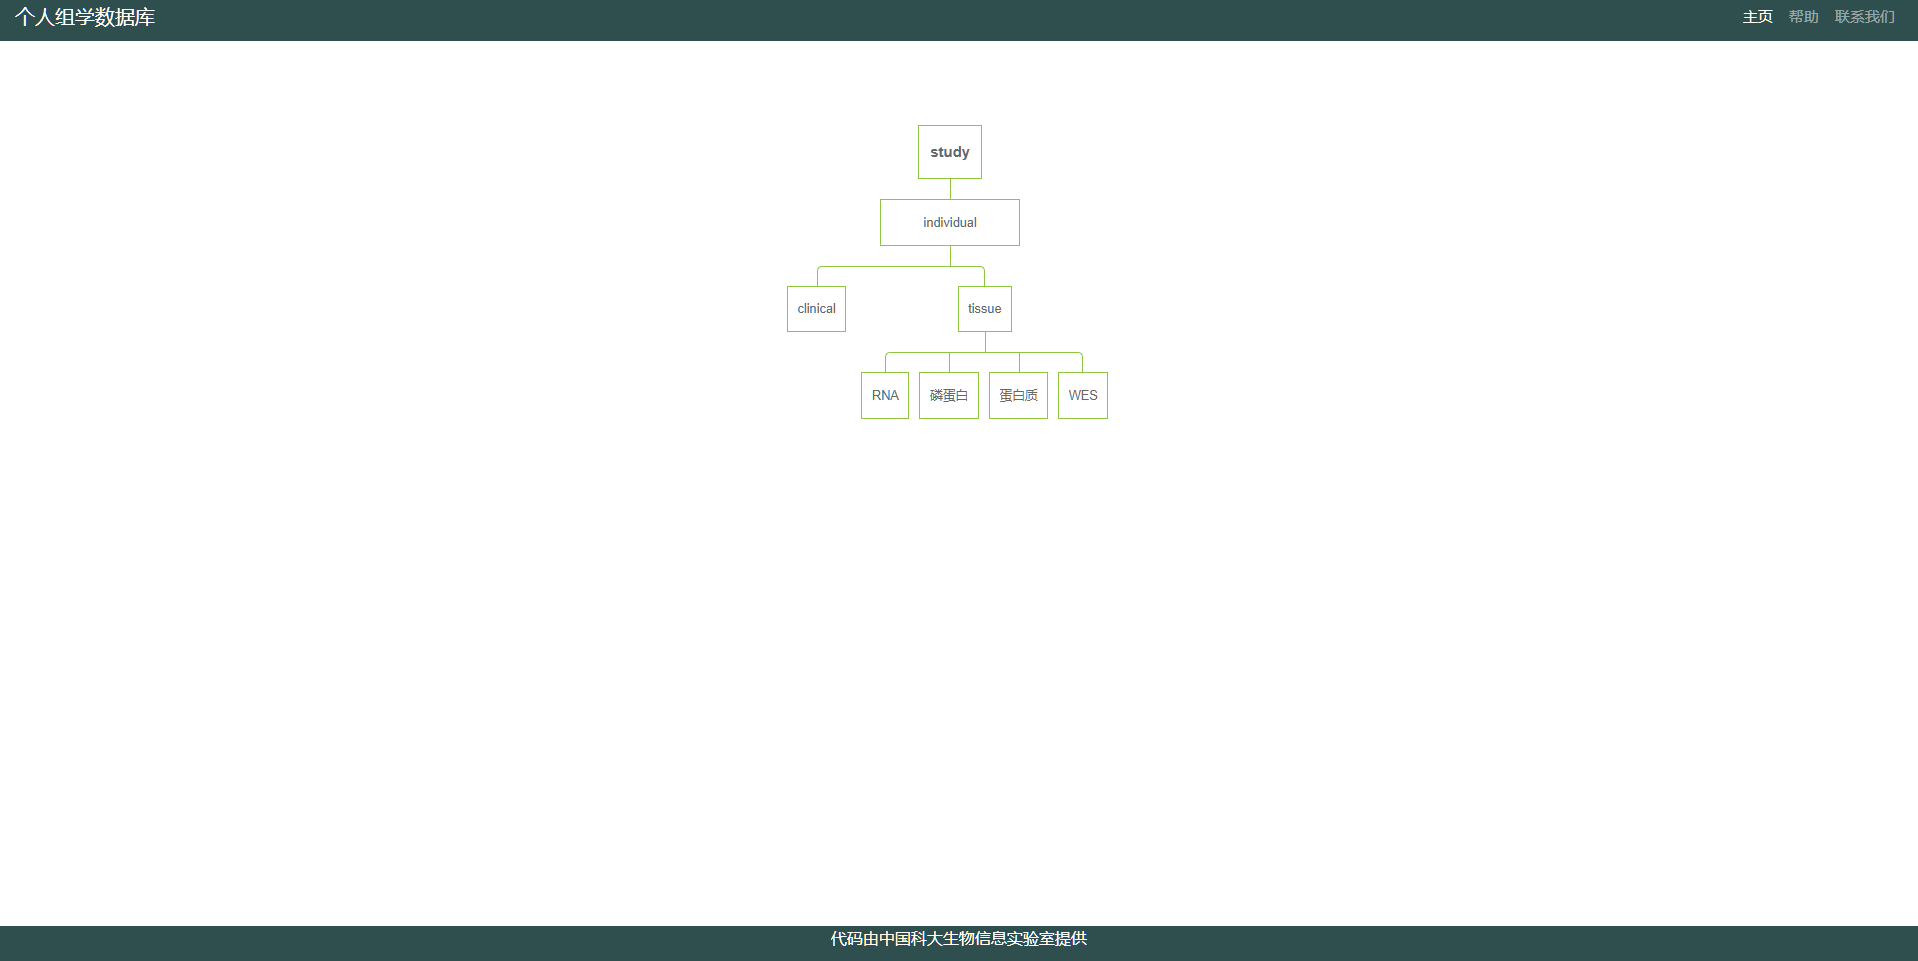 个人组学数据库
主页 帮助 联系我们
study
individual
clinical tissue
RNA 磷蛋白 蛋白质 WES
代码由中国科大生物信息实验室提供